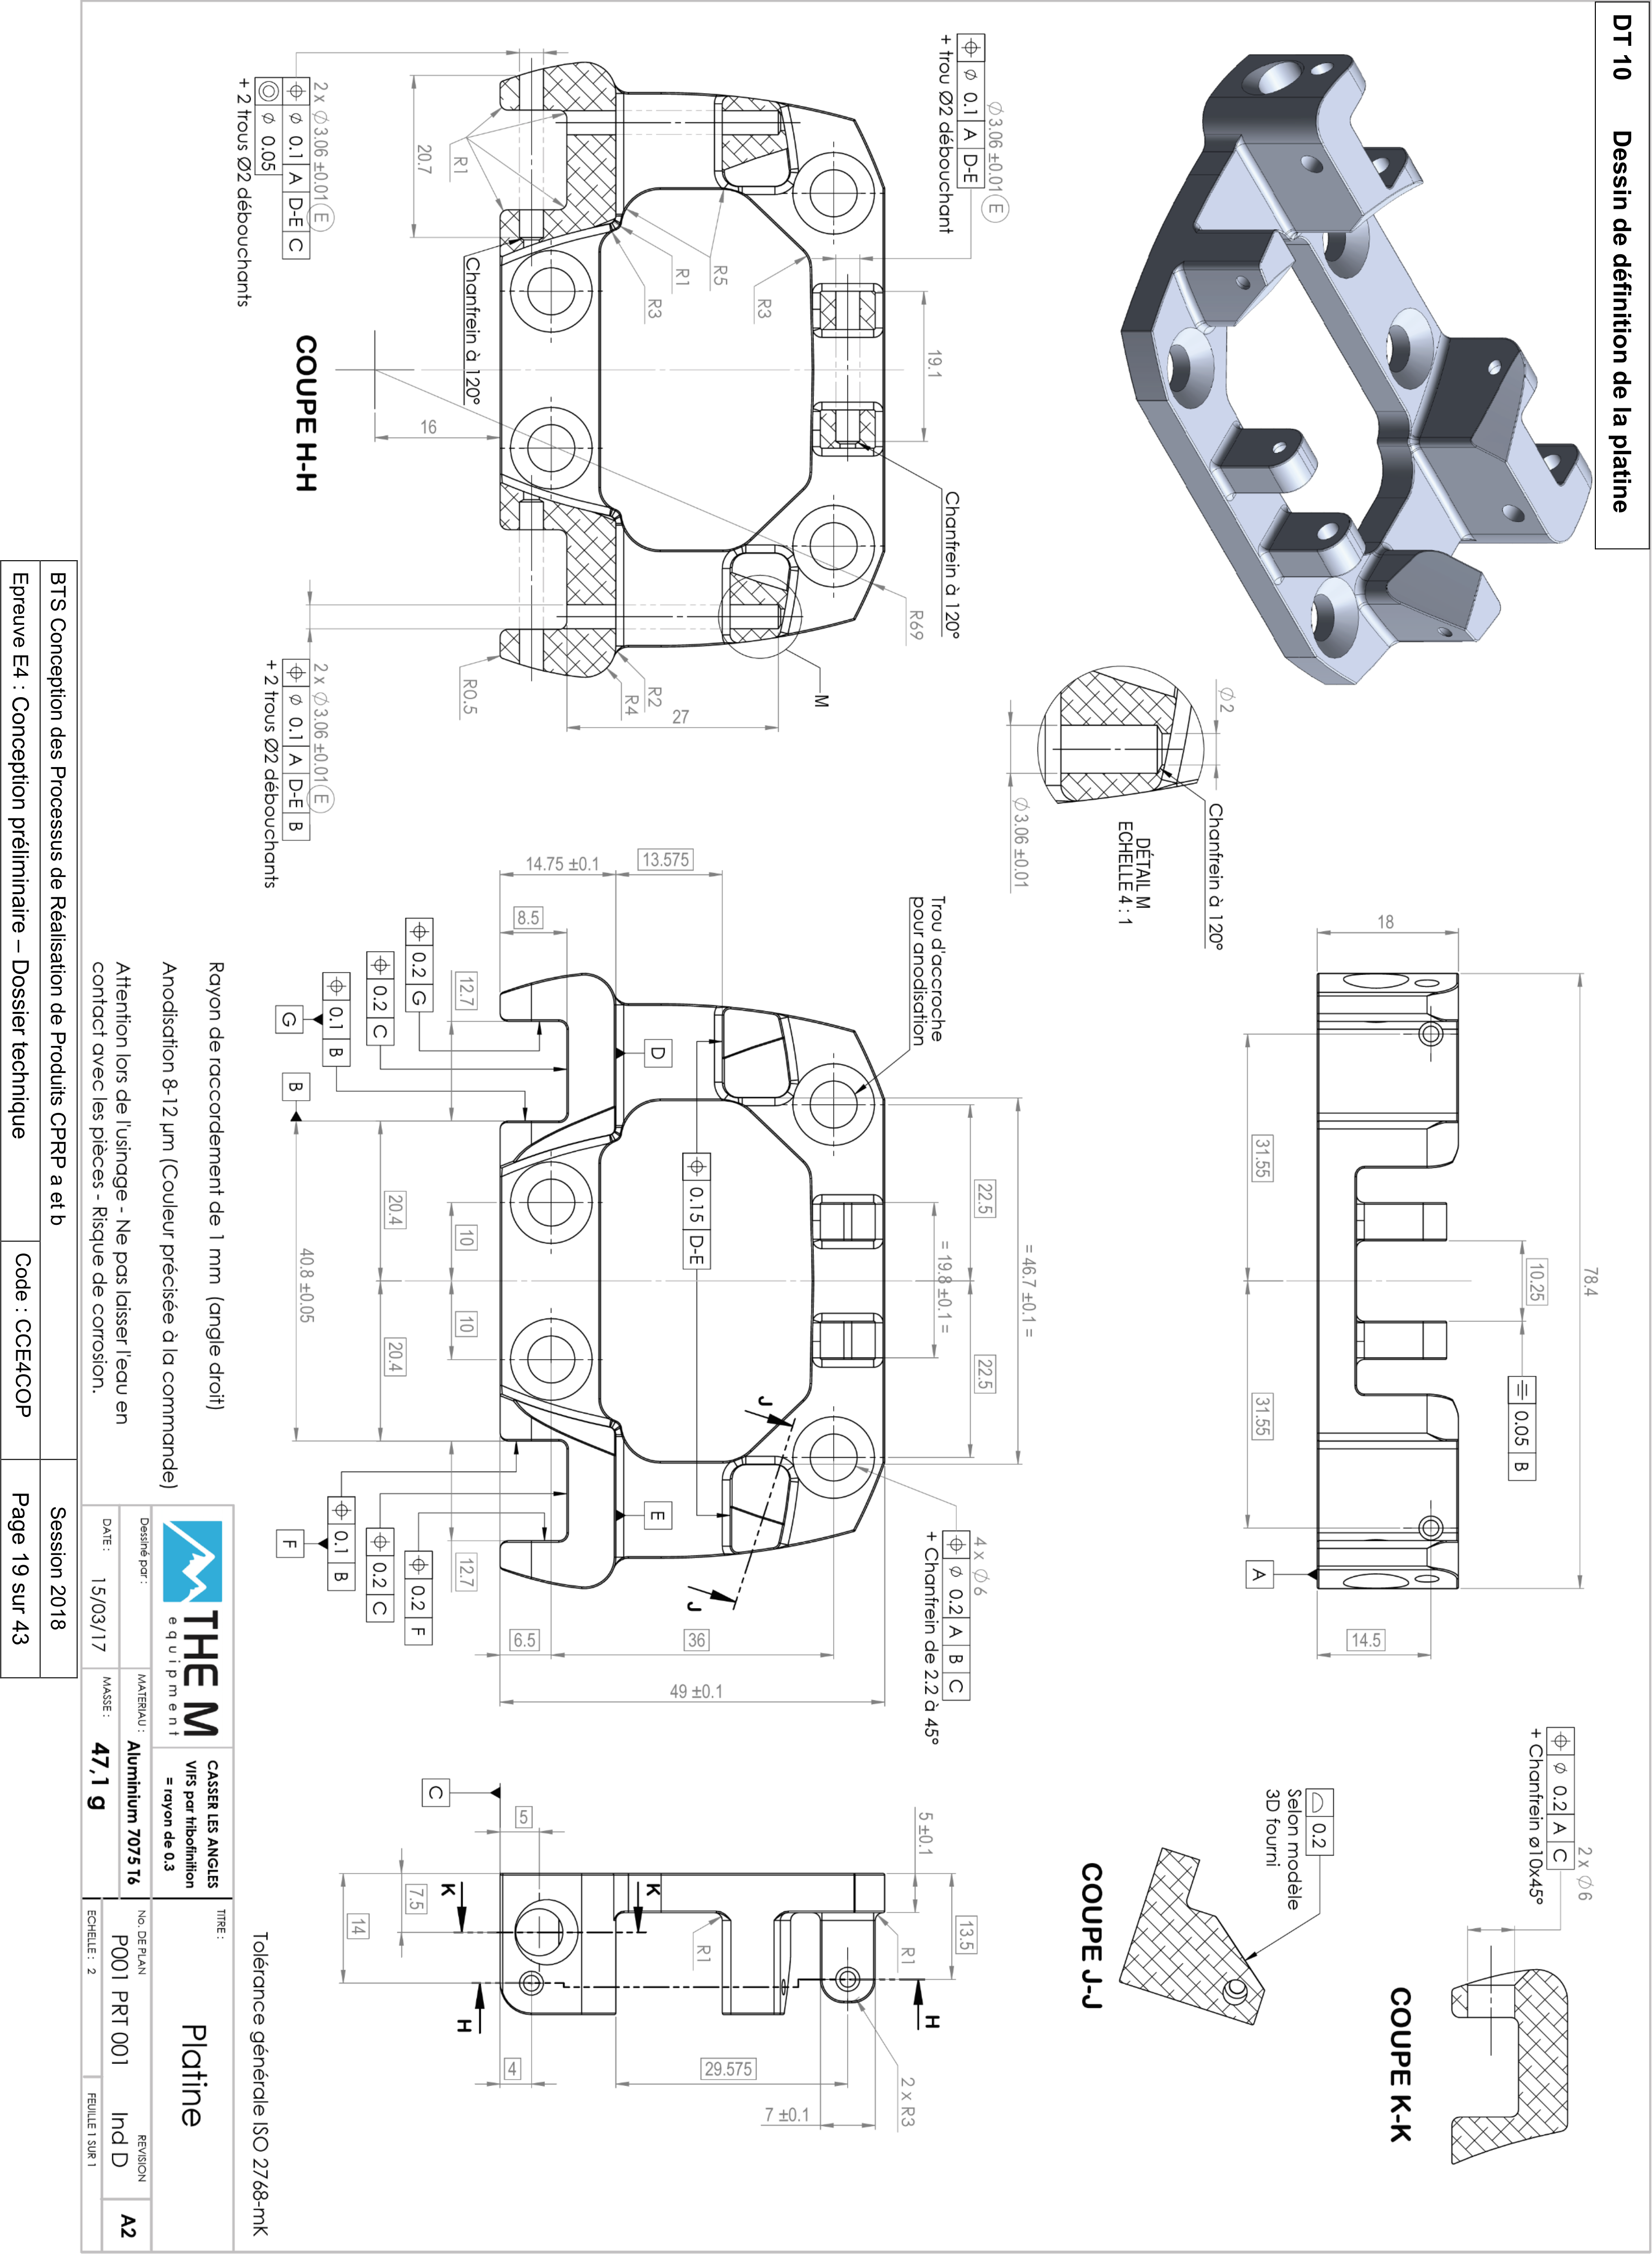 DT 10 Dessin de définition de la platine
∅3.06 ±0.01 Ⓔ
⌖ ∅ 0.1 A D-E
+ trou Ø2 débouchant
19.1
Chanfrein à 120°
R69
R3
R5
R1
R3
M
27
R2
R4
R0.5
R1
20.7
Chanfrein à 120°
16
2 x ∅3.06 ±0.01 Ⓔ
⌖ ∅ 0.1 A D-E C
◎ ∅ 0.05
+ 2 trous Ø2 débouchants
COUPE H-H
2 x ∅3.06 ±0.01 Ⓔ
⌖ ∅ 0.1 A D-E B
+ 2 trous Ø2 débouchants
∅2
Chanfrein à 120°
∅3.06 ±0.01
DÉTAIL M
ECHELLE 4 : 1
78.4
18
10.25
⌯ 0.05 B
31.55
31.55
14.5
A
2 x ∅6
⌖ ∅ 0.2 A C
+ Chanfrein ⌀10x45°
COUPE K-K
⌓ 0.2
Selon modèle
3D fourni
COUPE J-J
Trou d'accroche
pour anodisation
= 46.7 ±0.1 =
22.5
22.5
= 19.8 ±0.1 =
4 x ∅6
⌖ ∅ 0.2 A B C
+ Chanfrein de 2.2 à 45°
13.575
14.75 ±0.1
8.5
⌖ 0.15 D-E
J
J
D
E
36
6.5
49 ±0.1
12.7
12.7
⌖ 0.2 G
⌖ 0.2 C
⌖ 0.1 B
G
B
10
10
20.4
20.4
40.8 ±0.05
⌖ 0.2 F
⌖ 0.2 C
⌖ 0.1 B
F
5 ±0.1
13.5
R1
R1
H
H
K
K
2 x R3
7 ±0.1
29.575
4
5
7.5
14
C
Rayon de raccordement de 1 mm (angle droit)
Anodisation 8-12 µm (Couleur précisée à la commande)
Attention lors de l'usinage - Ne pas laisser l'eau en
contact avec les pièces - Risque de corrosion.
Tolérance générale ISO 2768-mK
THE M
equipment
CASSER LES ANGLES
VIFS par tribofinition
= rayon de 0.3
TITRE :
Platine
Dessiné par :
MATERIAU : Aluminium 7075 T6
No. DE PLAN
P001 PRT 001
REVISION
Ind D
A2
DATE : 15/03/17
MASSE : 47,1 g
ECHELLE : 2
FEUILLE 1 SUR 1
BTS Conception des Processus de Réalisation de Produits CPRP a et b
Session 2018
Epreuve E4 : Conception préliminaire – Dossier technique
Code : CCE4COP
Page 19 sur 43